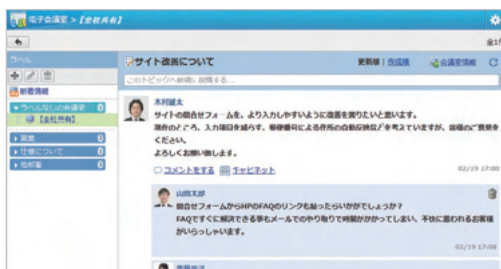 電子会議室 > 【全社共有】
全1
ラベル
サイト改善について
更新順 | 作成順
会議室情報
このトピックへ新規に投稿する...
新着情報
ラベルなしの会議室
【全社共有】
営業
仕様について
他部署
木村健太
サイトの問合せフォームを、より入力しやすいように改善を図りたいと思います。
現在のところ、入力項目を減らす、郵便番号による住所の自動反映などを考えていますが、皆様のご意見を
ください。
よろしくお願い致します。
コメントをする キャビネット
02/19 17:00
山田太郎
問合せフォームからHPのFAQのリンクも貼ったらいかがでしょうか?
FAQですぐに解決できる事もメールでのやり取りで時間がかかってしまい、不快に思われるお客様
がいらっしゃいます。
02/19 17:08